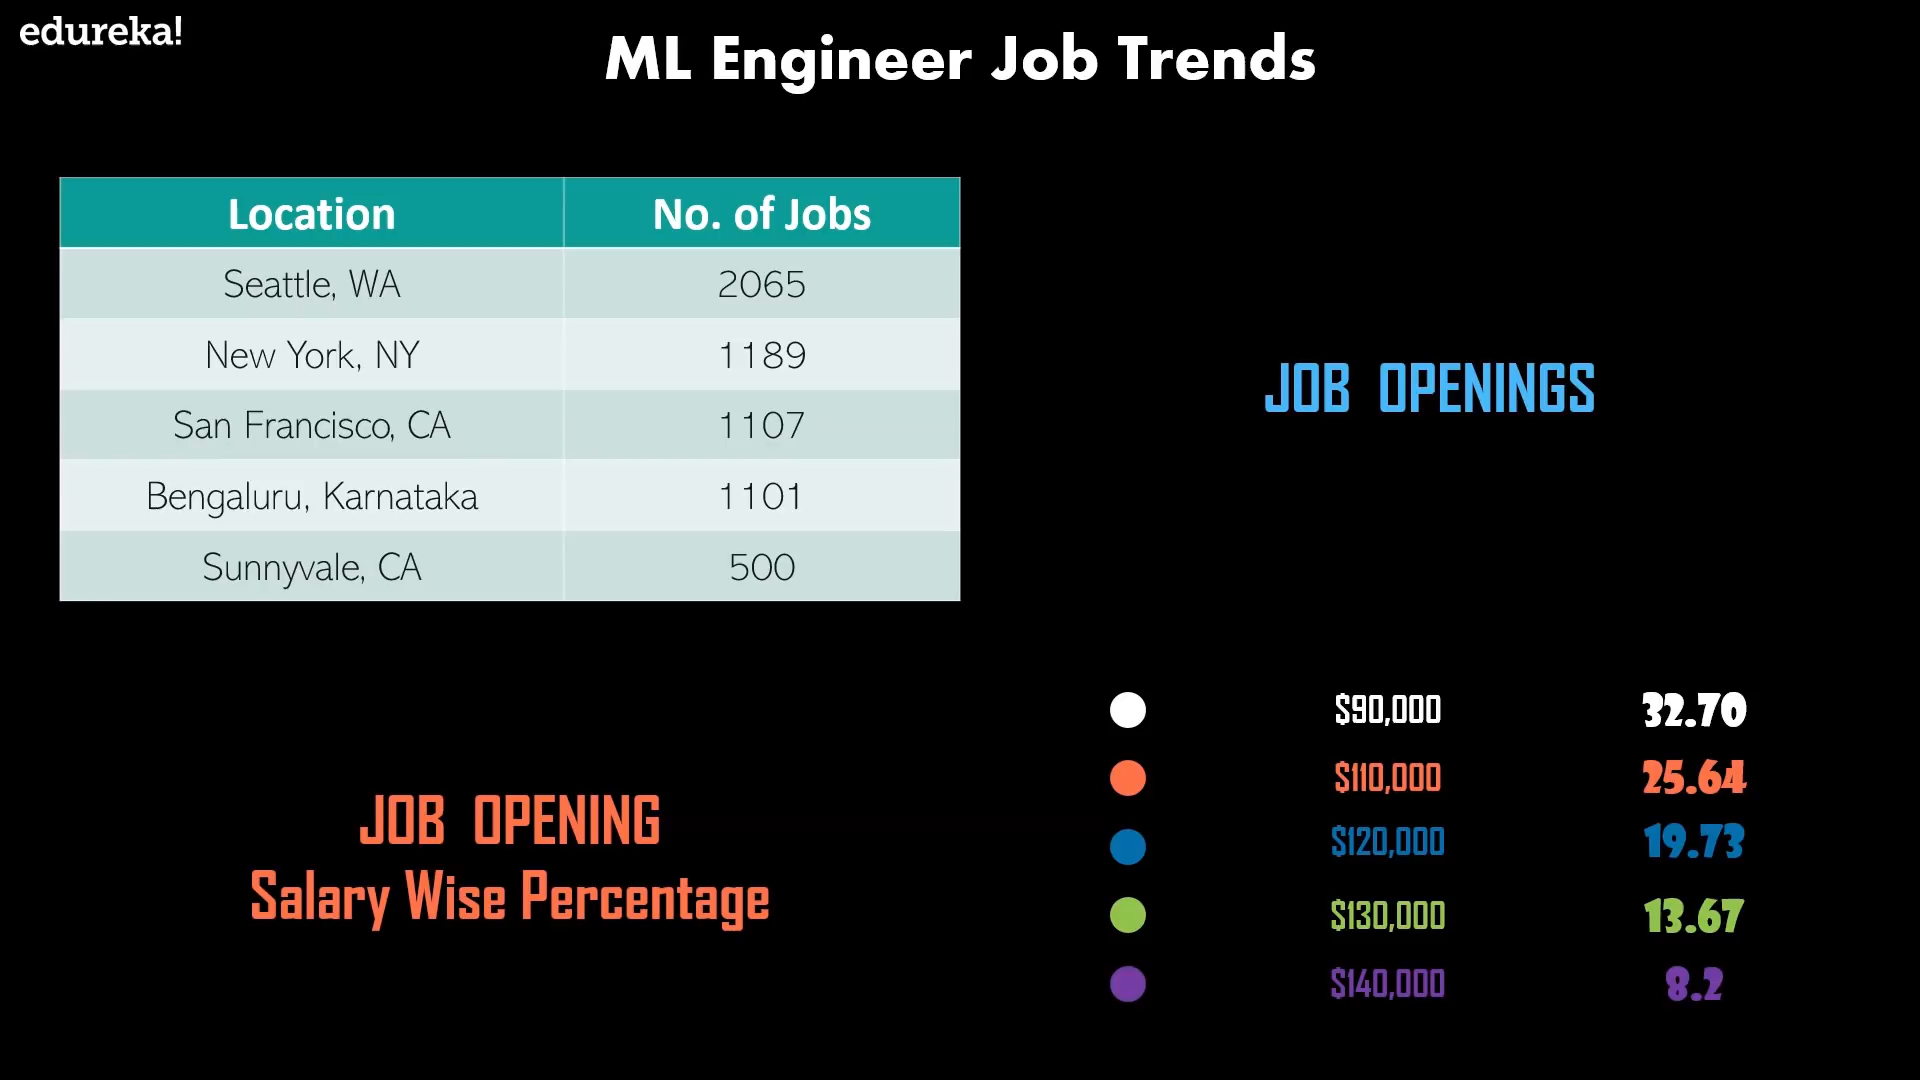 edureka!
ML Engineer Job Trends
Location No. of Jobs
Seattle, WA 2065
New York, NY 1189
San Francisco, CA 1107
Bengaluru, Karnataka 1101
Sunnyvale, CA 500
JOB OPENINGS
JOB OPENING
Salary Wise Percentage
$90,000 32.70
$110,000 25.64
$120,000 19.73
$130,000 13.67
$140,000 8.2